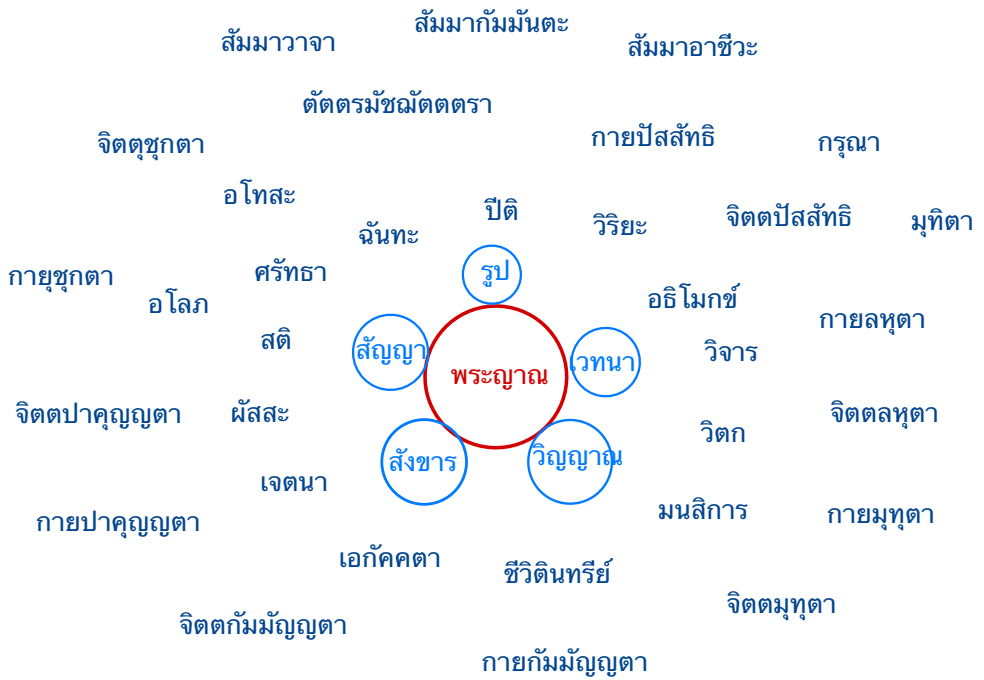 สัมมากัมมันตะ
สัมมาวาจา
สัมมาอาชีวะ
ตัตตรมัชฌัตตตรา
กายปัสสัทธิ
กรุณา
จิตตุชุกตา
อโทสะ
ปีติ
จิตตปัสสัทธิ
มุทิตา
วิริยะ
ฉันทะ
รูป
ศรัทธา
กายุชุกตา
อธิโมกข์
อโลภ
กายลหุตา
สติ
สัญญา
วิจาร
เวทนา
พระญาณ
จิตตปาคุญญตา
ผัสสะ
จิตตลหุตา
วิตก
สังขาร
วิญญาณ
เจตนา
มนสิการ
กายมุทุตา
กายปาคุญญตา
เอกัคคตา
ชีวิตินทรีย์
จิตตมุทุตา
จิตตกัมมัญญตา
กายกัมมัญญตา